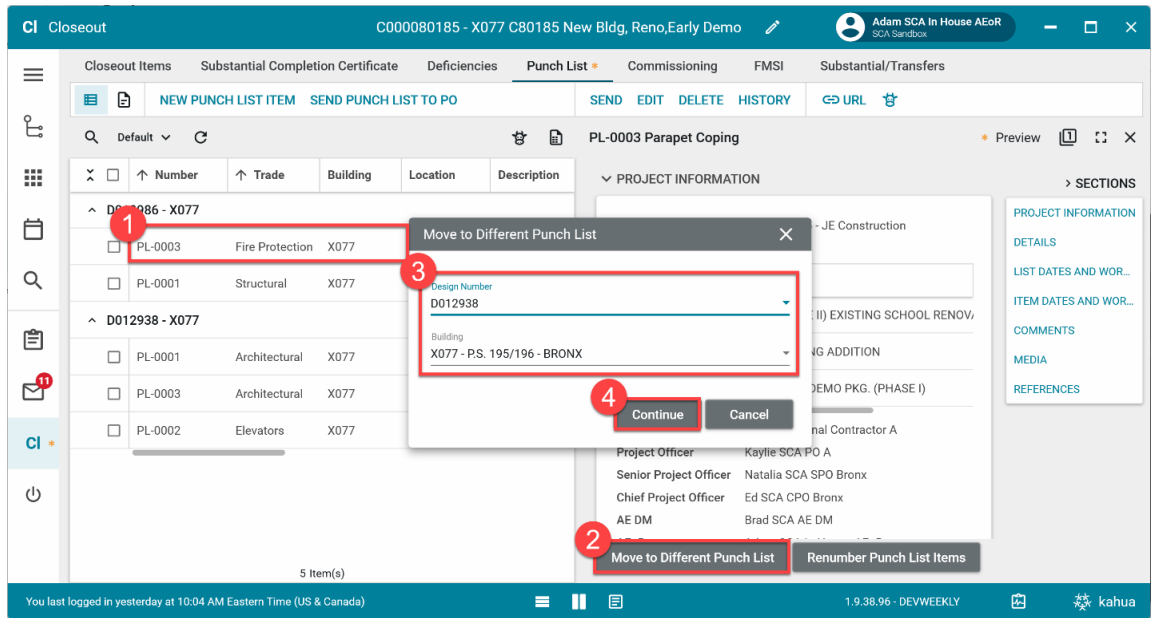 Cl Closeout
C000080185 - X077 C80185 New Bldg, Reno,Early Demo
Adam SCA In House AEoR
SCA Sandbox
Closeout Items Substantial Completion Certificate Deficiencies Punch List * Commissioning FMSI Substantial/Transfers
NEW PUNCH LIST ITEM SEND PUNCH LIST TO PO
SEND EDIT DELETE HISTORY URL
Default
PL-0003 Parapet Coping
* Preview 1
Number Trade Building Location Description
PROJECT INFORMATION
> SECTIONS
PROJECT INFORMATION
DETAILS
LIST DATES AND WOR...
ITEM DATES AND WOR...
COMMENTS
MEDIA
REFERENCES
986 - X077
1
PL-0003 Fire Protection X077
PL-0001 Structural X077
D012938 - X077
PL-0001 Architectural X077
PL-0003 Architectural X077
PL-0002 Elevators X077
5 Item(s)
Move to Different Punch List
3
Design Number
D012938
Building
X077 - P.S. 195/196 - BRONX
4
Continue Cancel
- JE Construction
II) EXISTING SCHOOL RENOV
NG ADDITION
DEMO PKG. (PHASE I)
nal Contractor A
Project Officer Kaylie SCA PO A
Senior Project Officer Natalia SCA SPO Bronx
Chief Project Officer Ed SCA CPO Bronx
AE DM Brad SCA AE DM
2
Move to Different Punch List Renumber Punch List Items
11
Cl *
You last logged in yesterday at 10:04 AM Eastern Time (US & Canada)
1.9.38.96 - DEVWEEKLY
kahua